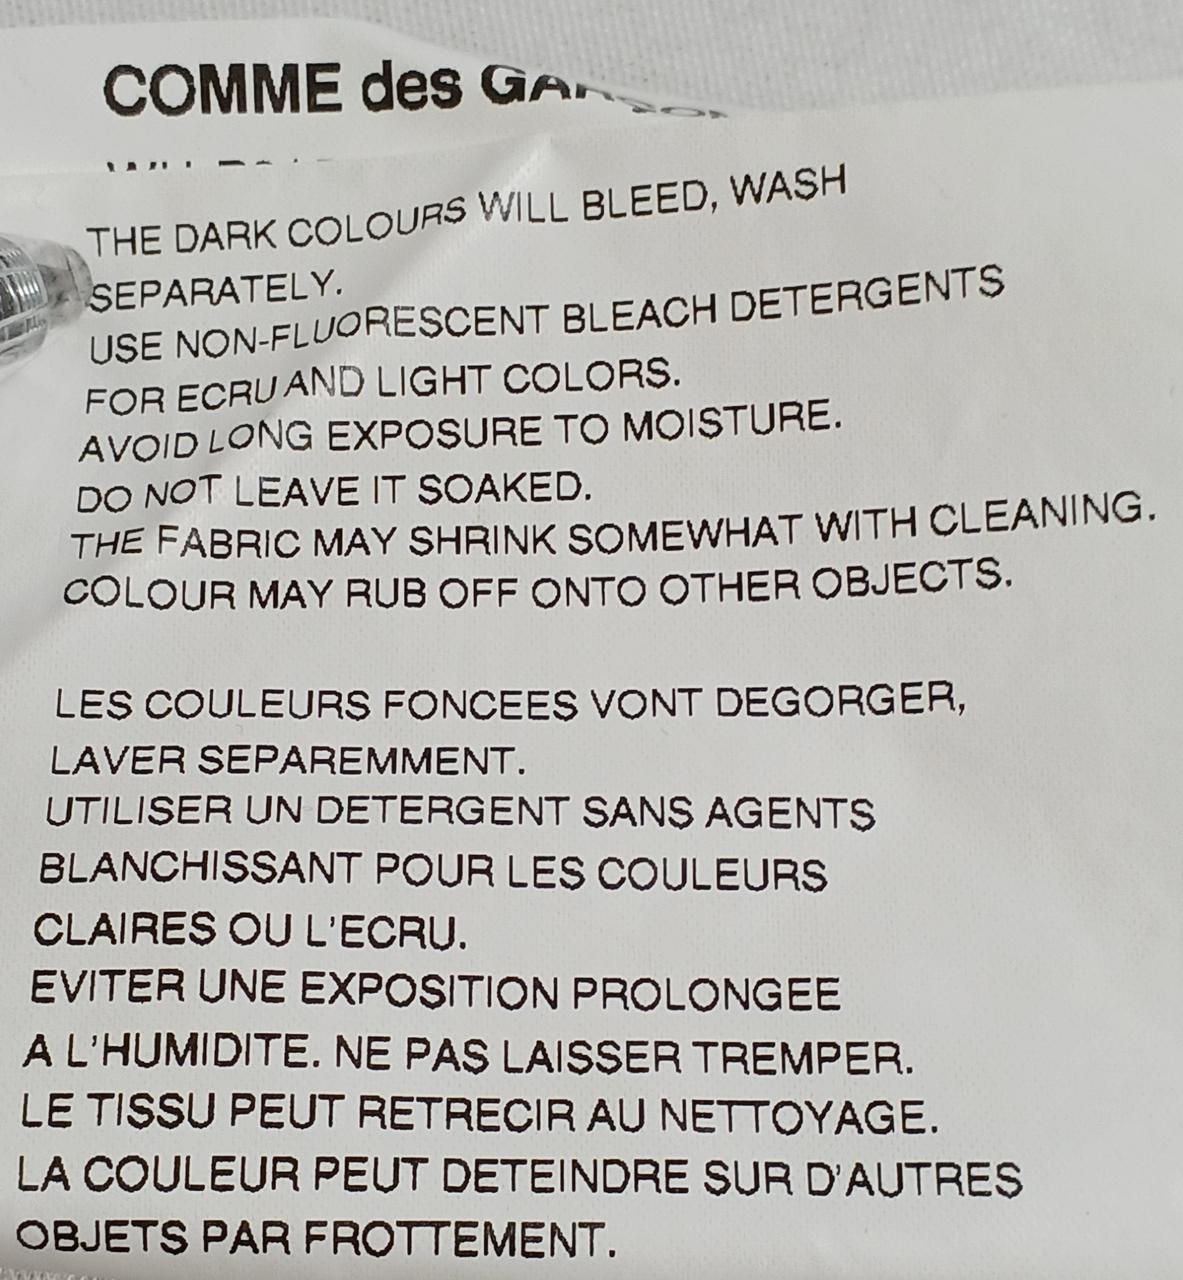 COMME des
THE DARK COLOURS WILL BLEED, WASH
SEPARATELY.
USE NON-FLUORESCENT BLEACH DETERGENTS
FOR ECRU AND LIGHT COLORS.
AVOID LONG EXPOSURE TO MOISTURE.
DO NOT LEAVE IT SOAKED.
THE FABRIC MAY SHRINK SOMEWHAT WITH CLEANING.
COLOUR MAY RUB OFF ONTO OTHER OBJECTS.
LES COULEURS FONCEES VONT DEGORGER,
LAVER SEPAREMMENT.
UTILISER UN DETERGENT SANS AGENTS
BLANCHISSANT POUR LES COULEURS
CLAIRES OU L'ECRU.
EVITER UNE EXPOSITION PROLONGEE
A L'HUMIDITE. NE PAS LAISSER TREMPER.
LE TISSU PEUT RETRECIR AU NETTOYAGE.
LA COULEUR PEUT DETEINDRE SUR D'AUTRES
OBJETS PAR FROTTEMENT.